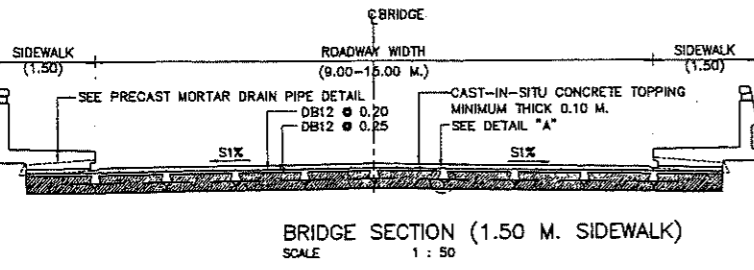 ℄ BRIDGE
SIDEWALK
(1.50)
ROADWAY WIDTH
(9.00-15.00 M.)
SIDEWALK
(1.50)
SEE PRECAST MORTAR DRAIN PIPE DETAIL
DB12 @ 0.20
DB12 @ 0.25
CAST-IN-SITU CONCRETE TOPPING
MINIMUM THICK 0.10 M.
SEE DETAIL "A"
S1%
S1%
BRIDGE SECTION (1.50 M. SIDEWALK)
SCALE 1 : 50